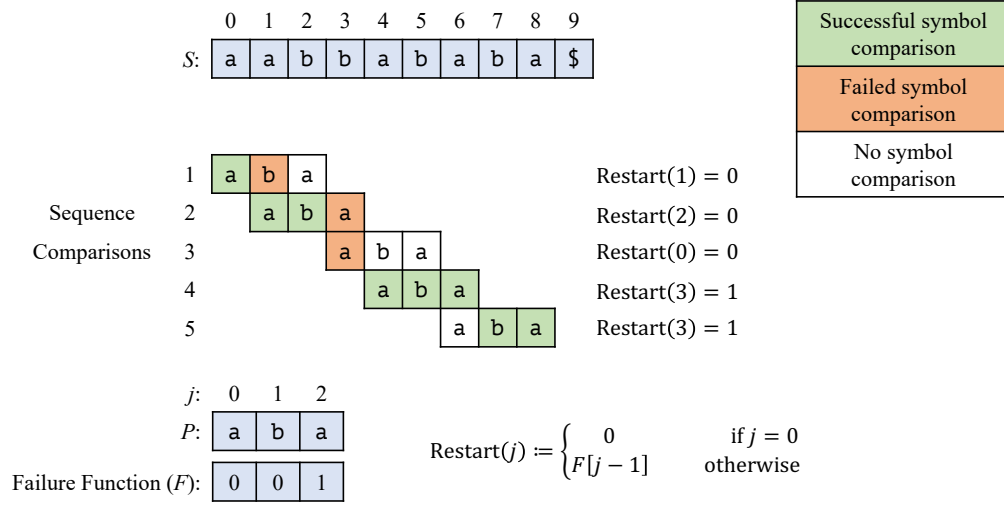 0 1 2 3 4 5 6 7 8 9
S: a a b b a b a b a $
Successful symbol
comparison
Failed symbol
comparison
No symbol
comparison
1 a b a Restart(1) = 0
Sequence 2 a b a Restart(2) = 0
Comparisons 3 a b a Restart(0) = 0
4 a b a Restart(3) = 1
5 a b a Restart(3) = 1
j: 0 1 2
P: a b a
Failure Function (F): 0 0 1
Restart(j) ≔ { 0 if j = 0
F[j − 1] otherwise